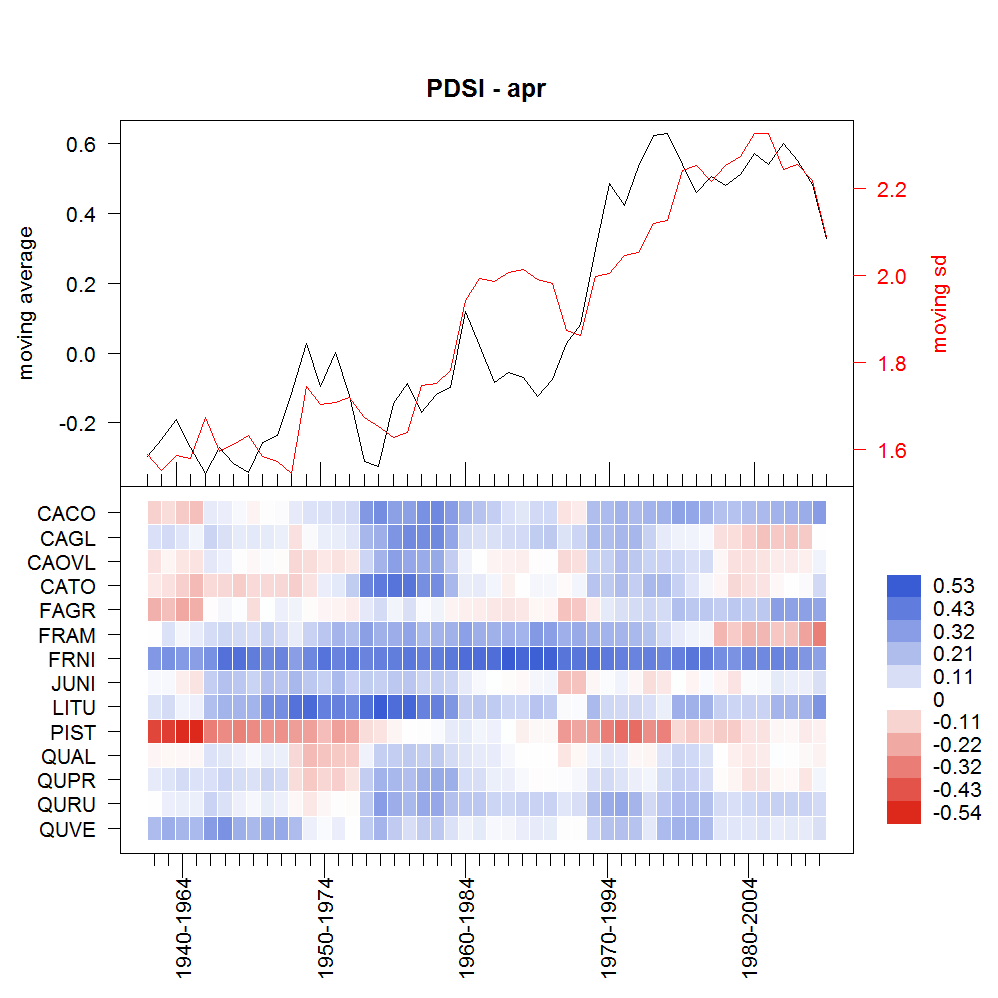 PDSI - apr
0.6
0.4
0.2
0.0
-0.2
moving average
2.2
2.0
1.8
1.6
moving sd
CACO
CAGL
CAOVL
CATO
FAGR
FRAM
FRNI
JUNI
LITU
PIST
QUAL
QUPR
QURU
QUVE
0.53
0.43
0.32
0.21
0.11
0
-0.11
-0.22
-0.32
-0.43
-0.54
1940-1964
1950-1974
1960-1984
1970-1994
1980-2004